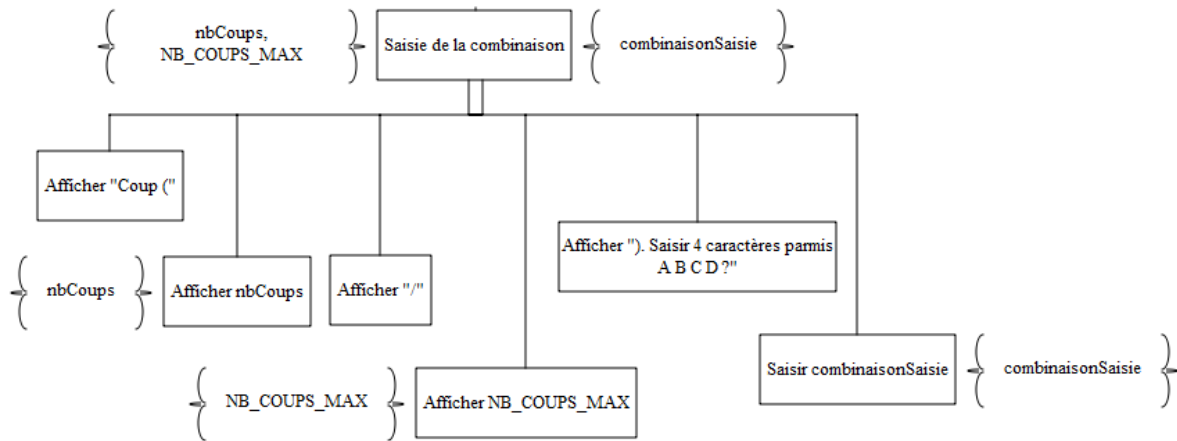 nbCoups,
NB_COUPS_MAX
Saisie de la combinaison
combinaisonSaisie
Afficher "Coup ("
nbCoups
Afficher nbCoups
Afficher "/"
NB_COUPS_MAX
Afficher NB_COUPS_MAX
Afficher "). Saisir 4 caractères parmis
A B C D ?"
Saisir combinaisonSaisie
combinaisonSaisie